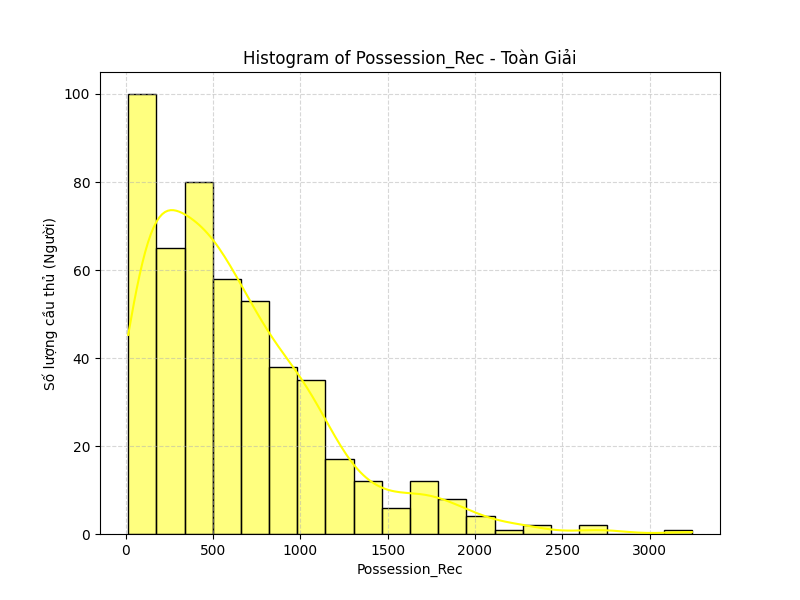 Histogram of Possession_Rec - Toàn Giải
100
80
60
40
20
0
Số lượng cầu thủ (Người)
0 500 1000 1500 2000 2500 3000
Possession_Rec